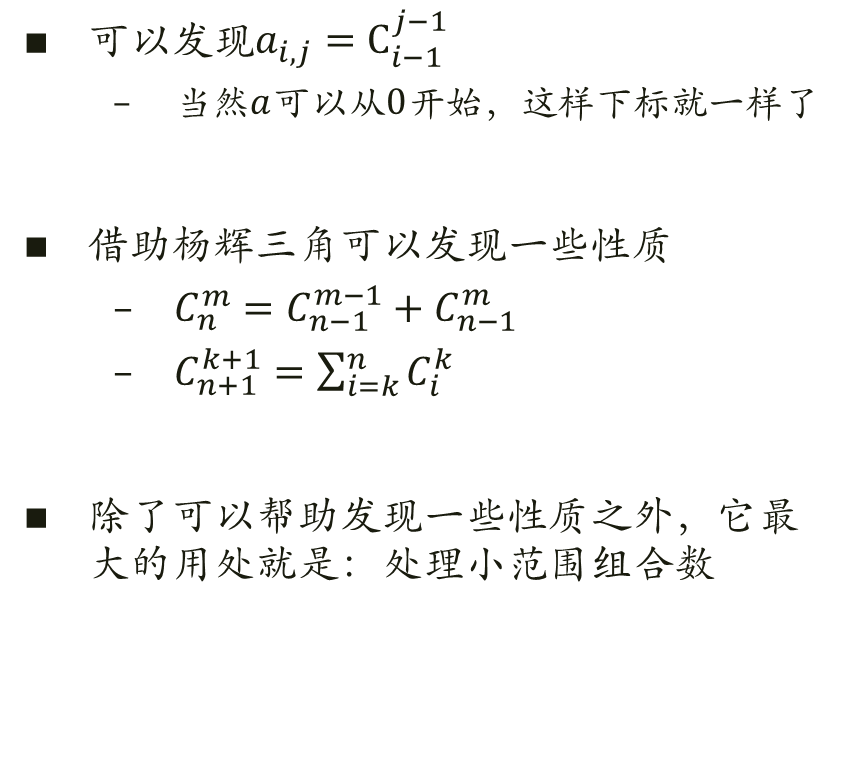 ■ 可以发现$a_{i,j} = \mathrm{C}_{i-1}^{j-1}$
– 当然$a$可以从0开始，这样下标就一样了
■ 借助杨辉三角可以发现一些性质
– $C_n^m = C_{n-1}^{m-1} + C_{n-1}^m$
– $C_{n+1}^{k+1} = \sum_{i=k}^{n} C_i^k$
■ 除了可以帮助发现一些性质之外，它最
大的用处就是：处理小范围组合数